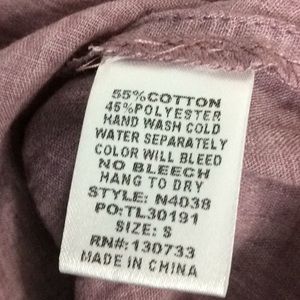 55%COTTON
45%POLYESTER
HAND WASH COLD
WATER SEPARATELY
COLOR WILL BLEED
NO BLEECH
HANG TO DRY
STYLE: N4038
PO:TL30191
SIZE: S
RN#:130733
MADE IN CHINA